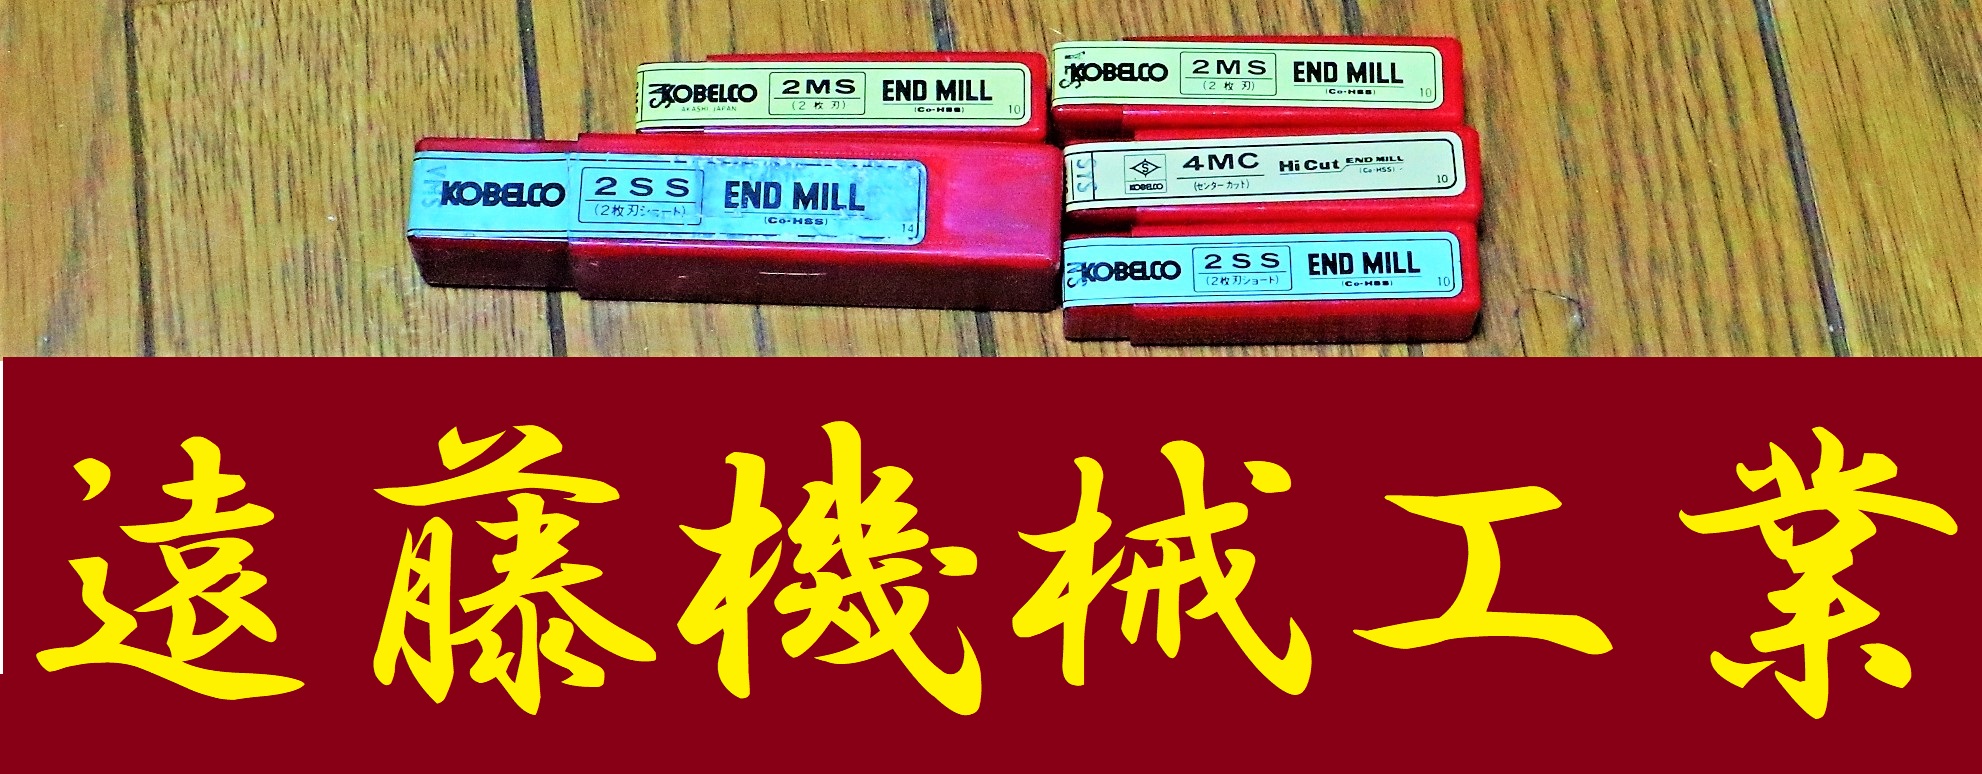 KOBELCO 2MS END MILL
AKASHI JAPAN (2枚刃) (Co-HSS) 10
KOBELCO 2MS END MILL
(2枚刃) (Co-HSS) 10
KOBELCO 2SS END MILL
(2枚刃ショート) (Co-HSS) 14
S 4MC Hi Cut END MILL
KOBELCO (センターカット) (Co-HSS) 10
KOBELCO 2SS END MILL
(2枚刃ショート) (Co-HSS) 10
遠藤機械工業